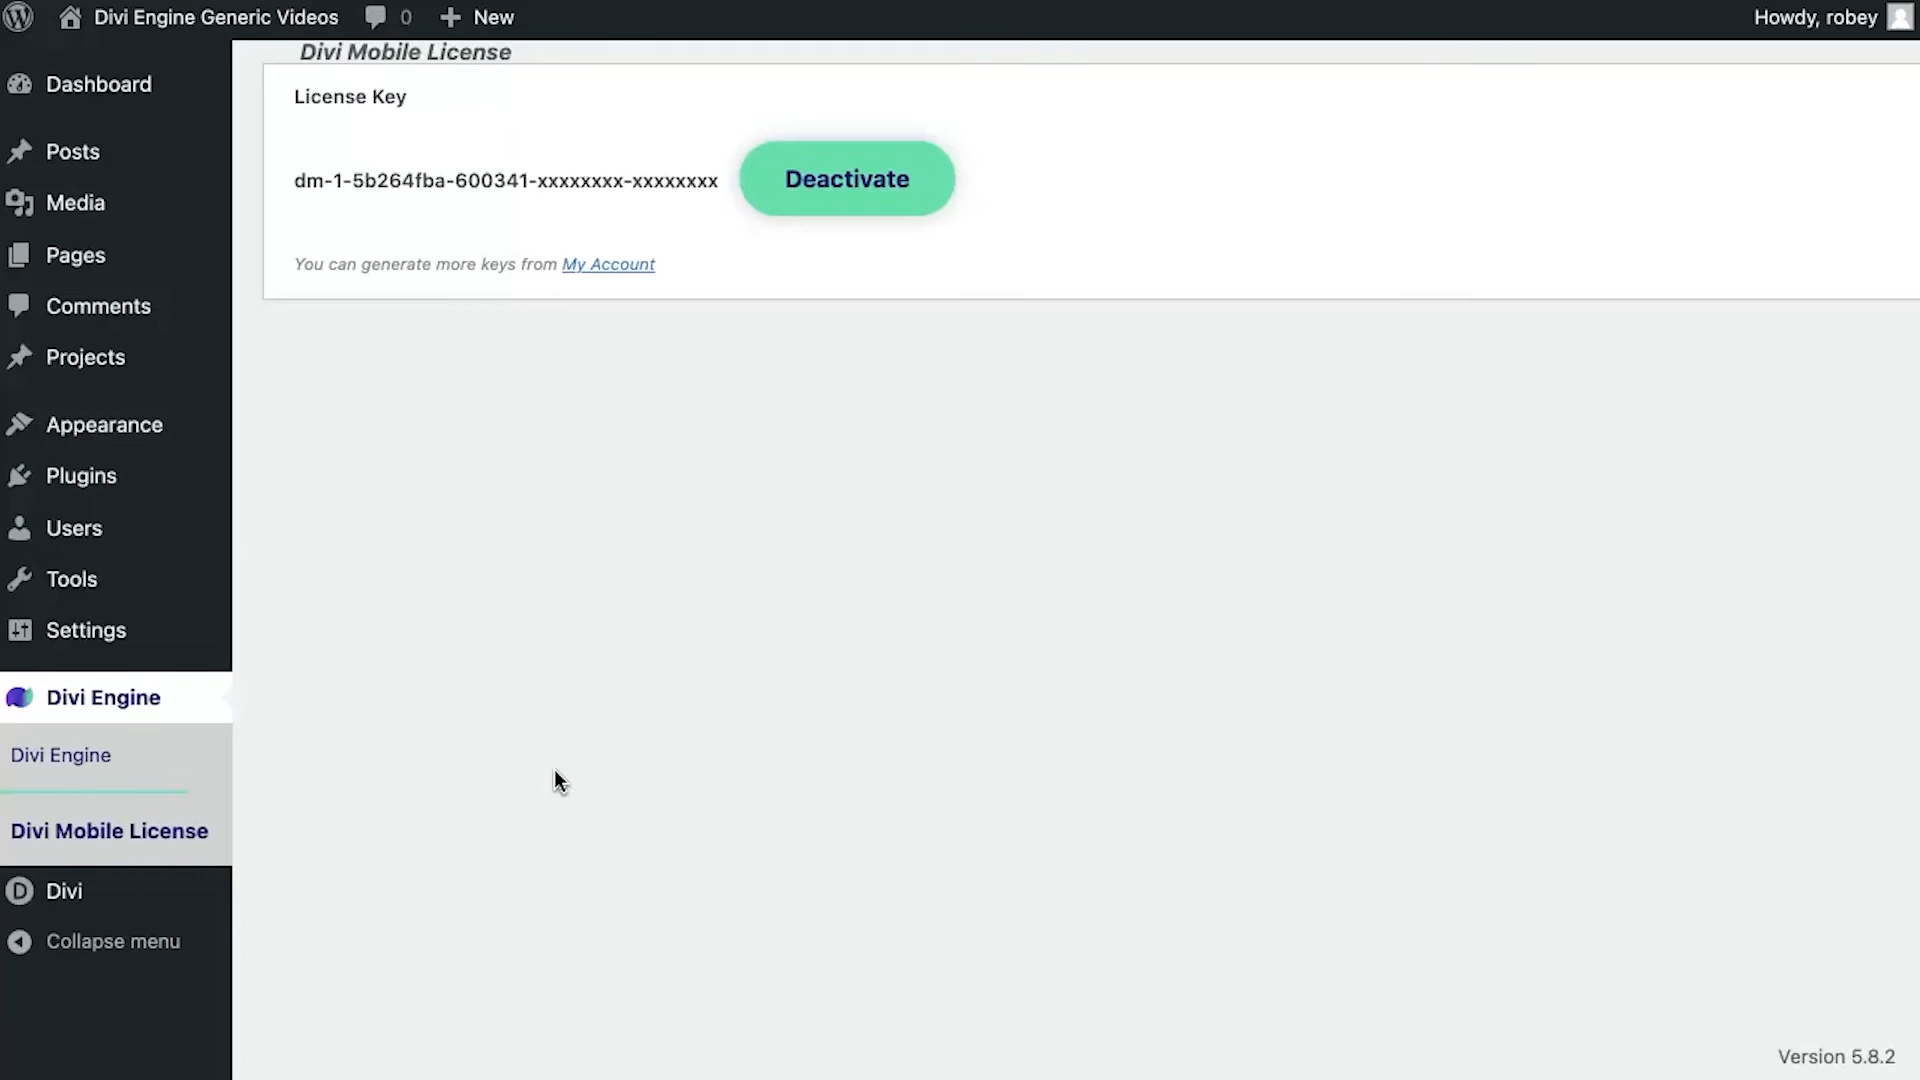 Divi Engine Generic Videos 0 New Howdy, robey
Divi Mobile License
License Key
dm-1-5b264fba-600341-xxxxxxxx-xxxxxxxx Deactivate
You can generate more keys from My Account
Dashboard
Posts
Media
Pages
Comments
Projects
Appearance
Plugins
Users
Tools
Settings
Divi Engine
Divi Engine
Divi Mobile License
D Divi
Collapse menu
Version 5.8.2